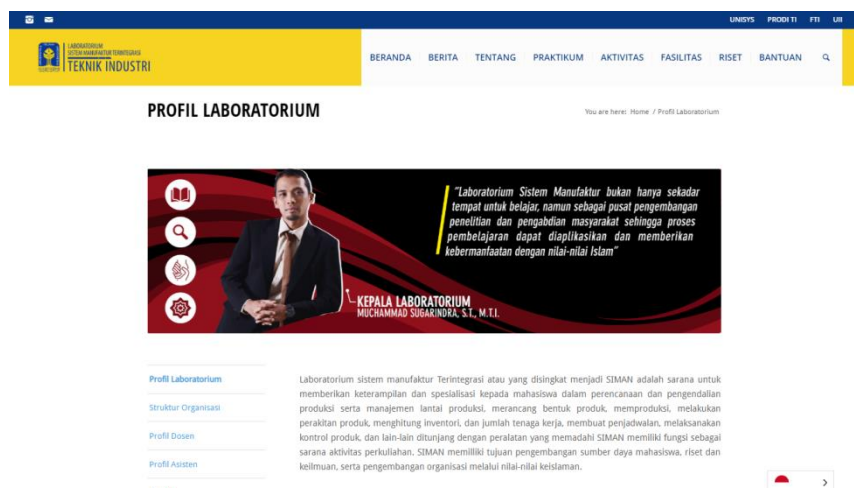 UNISYS PRODI TI FTI UII
LABORATORIUM
SISTEM MANUFAKTUR TERINTEGRASI
TEKNIK INDUSTRI
BERANDA BERITA TENTANG PRAKTIKUM AKTIVITAS FASILITAS RISET BANTUAN
PROFIL LABORATORIUM
You are here: Home / Profil Laboratorium
"Laboratorium Sistem Manufaktur bukan hanya sekadar
tempat untuk belajar, namun sebagai pusat pengembangan
penelitian dan pengabdian masyarakat sehingga proses
pembelajaran dapat diaplikasikan dan memberikan
kebermanfaatan dengan nilai-nilai Islam"
KEPALA LABORATORIUM
MUCHAMMAD SUGARINDRA, S.T., M.T.I.
Profil Laboratorium
Struktur Organisasi
Profil Dosen
Profil Asisten
Laboratorium sistem manufaktur Terintegrasi atau yang disingkat menjadi SIMAN adalah sarana untuk
memberikan keterampilan dan spesialisasi kepada mahasiswa dalam perencanaan dan pengendalian
produksi serta manajemen lantai produksi, merancang bentuk produk, memproduksi, melakukan
perakitan produk, menghitung inventori, dan jumlah tenaga kerja, membuat penjadwalan, melaksanakan
kontrol produk, dan lain-lain ditunjang dengan peralatan yang memadahi SIMAN memiliki fungsi sebagai
sarana aktivitas perkuliahan. SIMAN memilliki tujuan pengembangan sumber daya mahasiswa, riset dan
keilmuan, serta pengembangan organisasi melalui nilai-nilai keislaman.